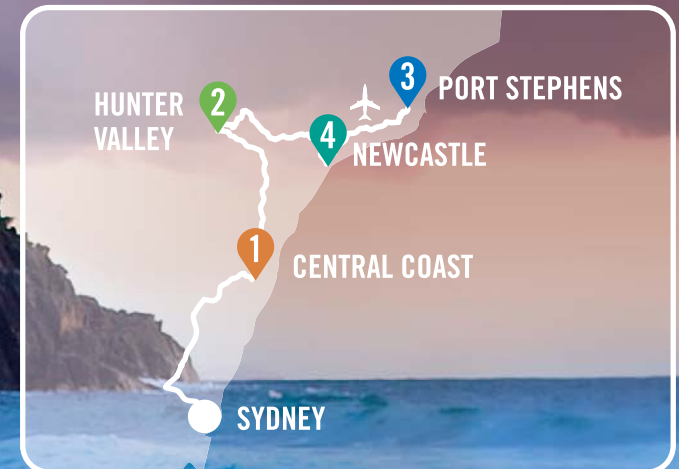 3
PORT STEPHENS
HUNTER
VALLEY
2
4
NEWCASTLE
1
CENTRAL COAST
SYDNEY